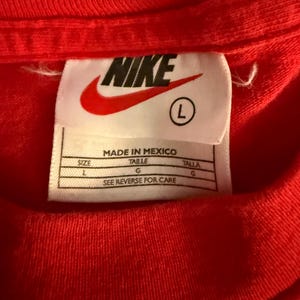 NIKE
L
MADE IN MEXICO
SIZE TAILLE TALLA
L G G
SEE REVERSE FOR CARE